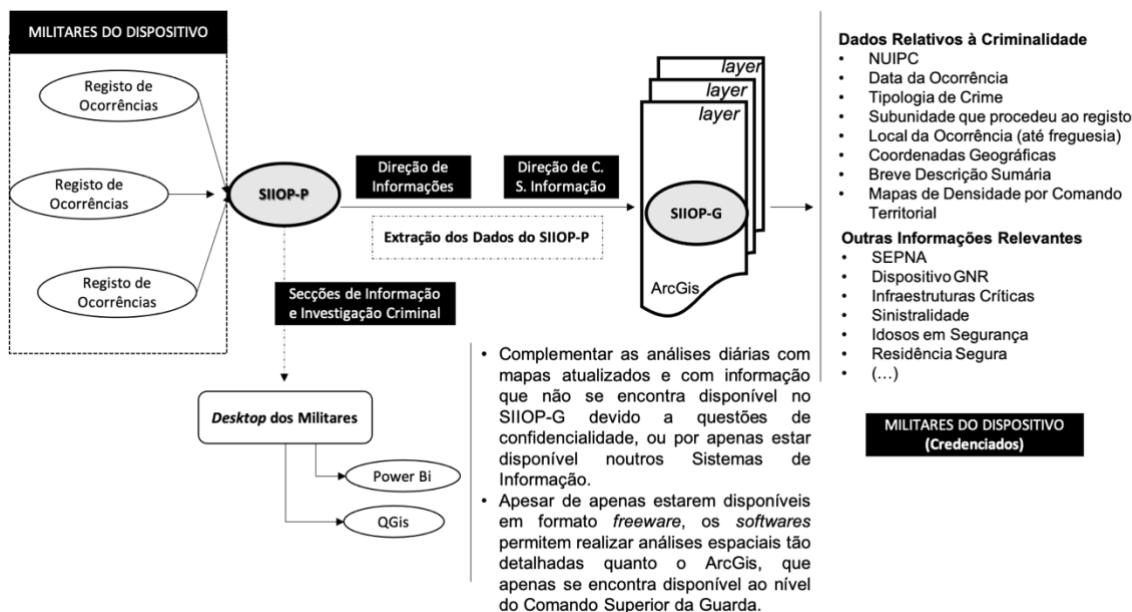 MILITARES DO DISPOSITIVO
Registo de
Ocorrências
Registo de
Ocorrências
Registo de
Ocorrências
SIIOP-P
Direção de
Informações
Direção de C.
S. Informação
Extração dos Dados do SIIOP-P
layer
layer
layer
SIIOP-G
ArcGis
Secções de Informação
e Investigação Criminal
Desktop dos Militares
Power Bi
QGis
• Complementar as análises diárias com
mapas atualizados e com informação
que não se encontra disponível no
SIIOP-G devido a questões de
confidencialidade, ou por apenas estar
disponível noutros Sistemas de
Informação.
• Apesar de apenas estarem disponíveis
em formato freeware, os softwares
permitem realizar análises espaciais tão
detalhadas quanto o ArcGis, que
apenas se encontra disponível ao nível
do Comando Superior da Guarda.
Dados Relativos à Criminalidade
• NUIPC
• Data da Ocorrência
• Tipologia de Crime
• Subunidade que procedeu ao registo
• Local da Ocorrência (até freguesia)
• Coordenadas Geográficas
• Breve Descrição Sumária
• Mapas de Densidade por Comando
Territorial
Outras Informações Relevantes
• SEPNA
• Dispositivo GNR
• Infraestruturas Críticas
• Sinistralidade
• Idosos em Segurança
• Residência Segura
• (…)
MILITARES DO DISPOSITIVO
(Credenciados)